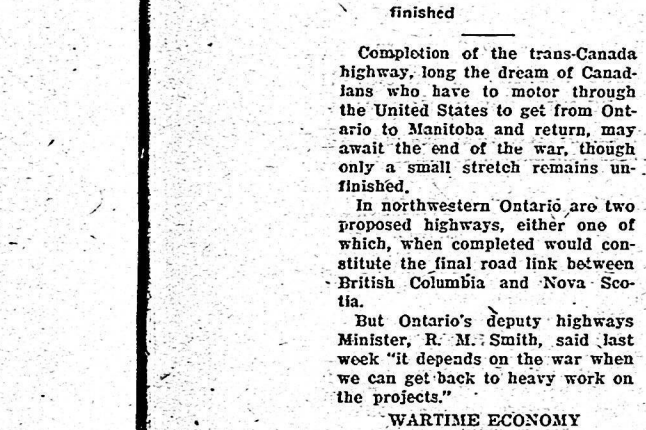 finished
Completion of the trans-Canada
highway, long the dream of Canad-
ians who have to motor through
the United States to get from Ont-
ario to Manitoba and return, may
await the end of the war, though
only a small stretch remains un-
finished.
In northwestern Ontario are two
proposed highways, either one of
which, when completed would con-
stitute the final road link between
British Columbia and Nova Sco-
tia.
But Ontario's deputy highways
Minister, R. M. Smith, said last
week "it depends on the war when
we can get back to heavy work on
the projects."
WARTIME ECONOMY